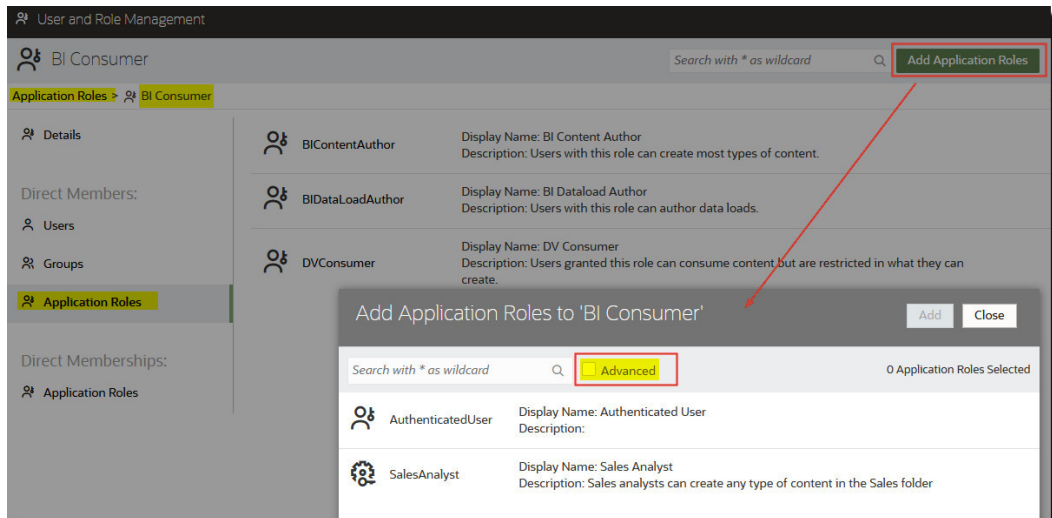 User and Role Management
BI Consumer
Search with * as wildcard
Add Application Roles
Application Roles > BI Consumer
Details
Direct Members:
Users
Groups
Application Roles
Direct Memberships:
Application Roles
BIContentAuthor
Display Name: BI Content Author
Description: Users with this role can create most types of content.
BIDataLoadAuthor
Display Name: BI Dataload Author
Description: Users with this role can author data loads.
DVConsumer
Display Name: DV Consumer
Description: Users granted this role can consume content but are restricted in what they can
create.
Add Application Roles to 'BI Consumer'
Add
Close
Search with * as wildcard
Advanced
0 Application Roles Selected
AuthenticatedUser
Display Name: Authenticated User
Description:
SalesAnalyst
Display Name: Sales Analyst
Description: Sales analysts can create any type of content in the Sales folder